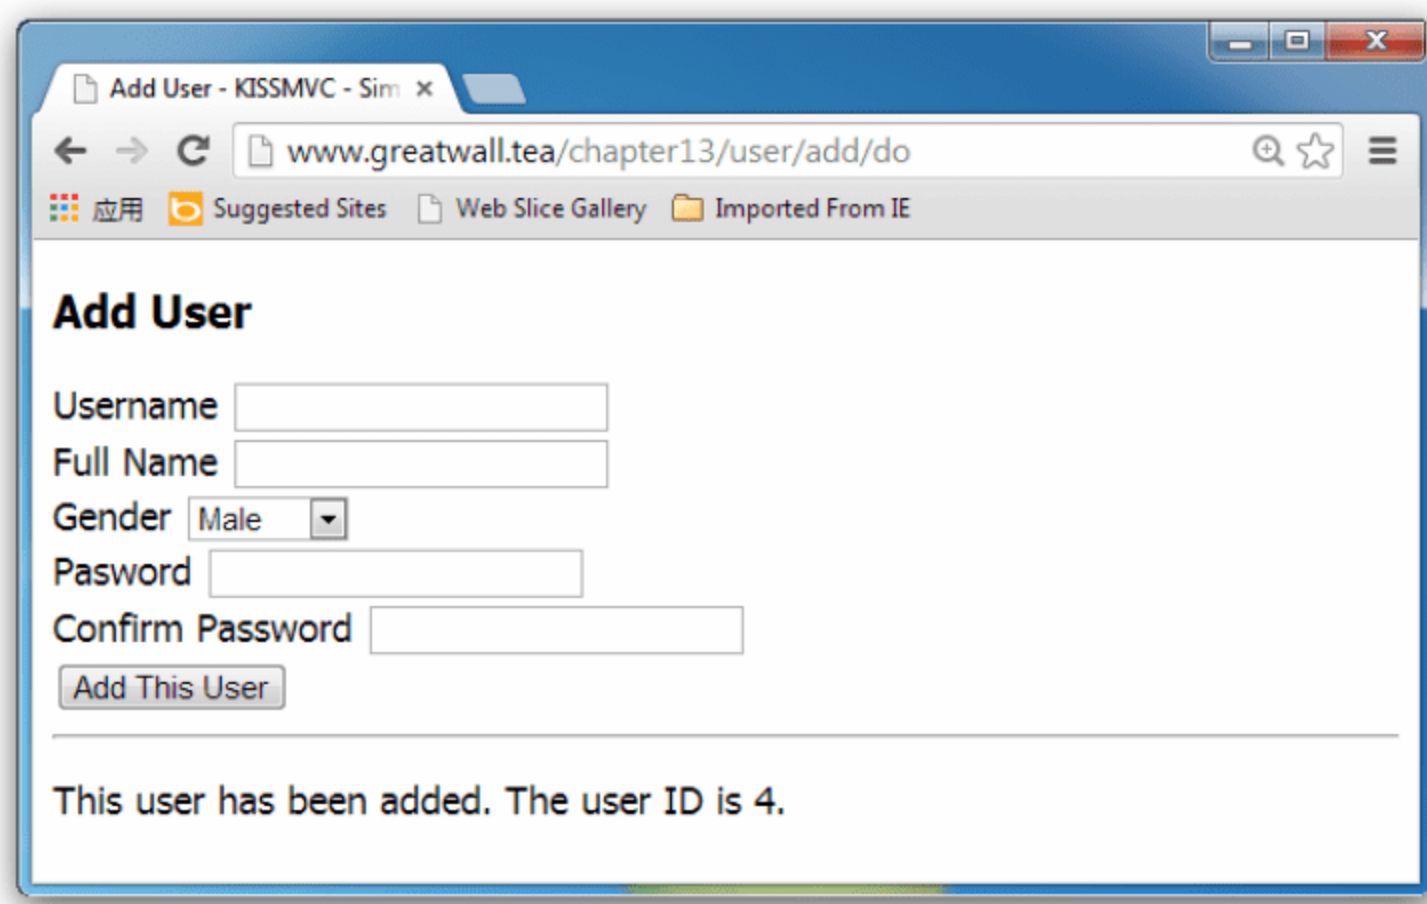 Add User - KISSMVC - Sim
www.greatwall.tea/chapter13/user/add/do
应用 Suggested Sites Web Slice Gallery Imported From IE
Add User
Username
Full Name
Gender Male
Pasword
Confirm Password
Add This User
This user has been added. The user ID is 4.